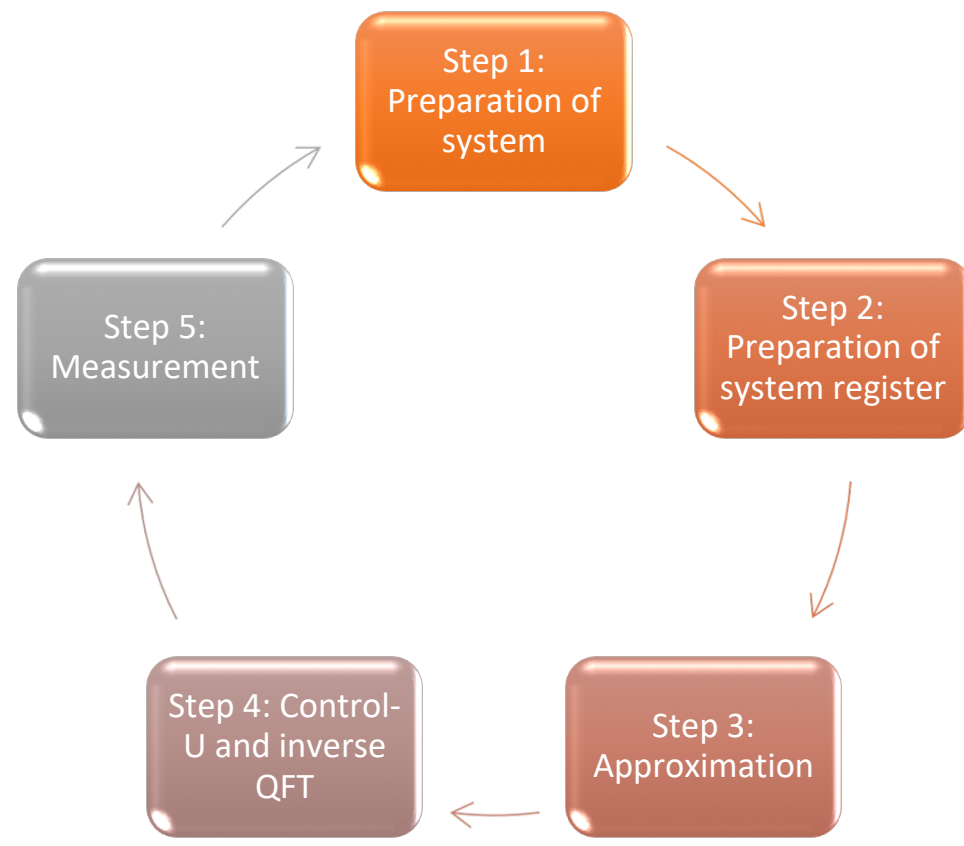 Step 1:
Preparation of
system
Step 2:
Preparation of
system register
Step 3:
Approximation
Step 4: Control-
U and inverse
QFT
Step 5:
Measurement